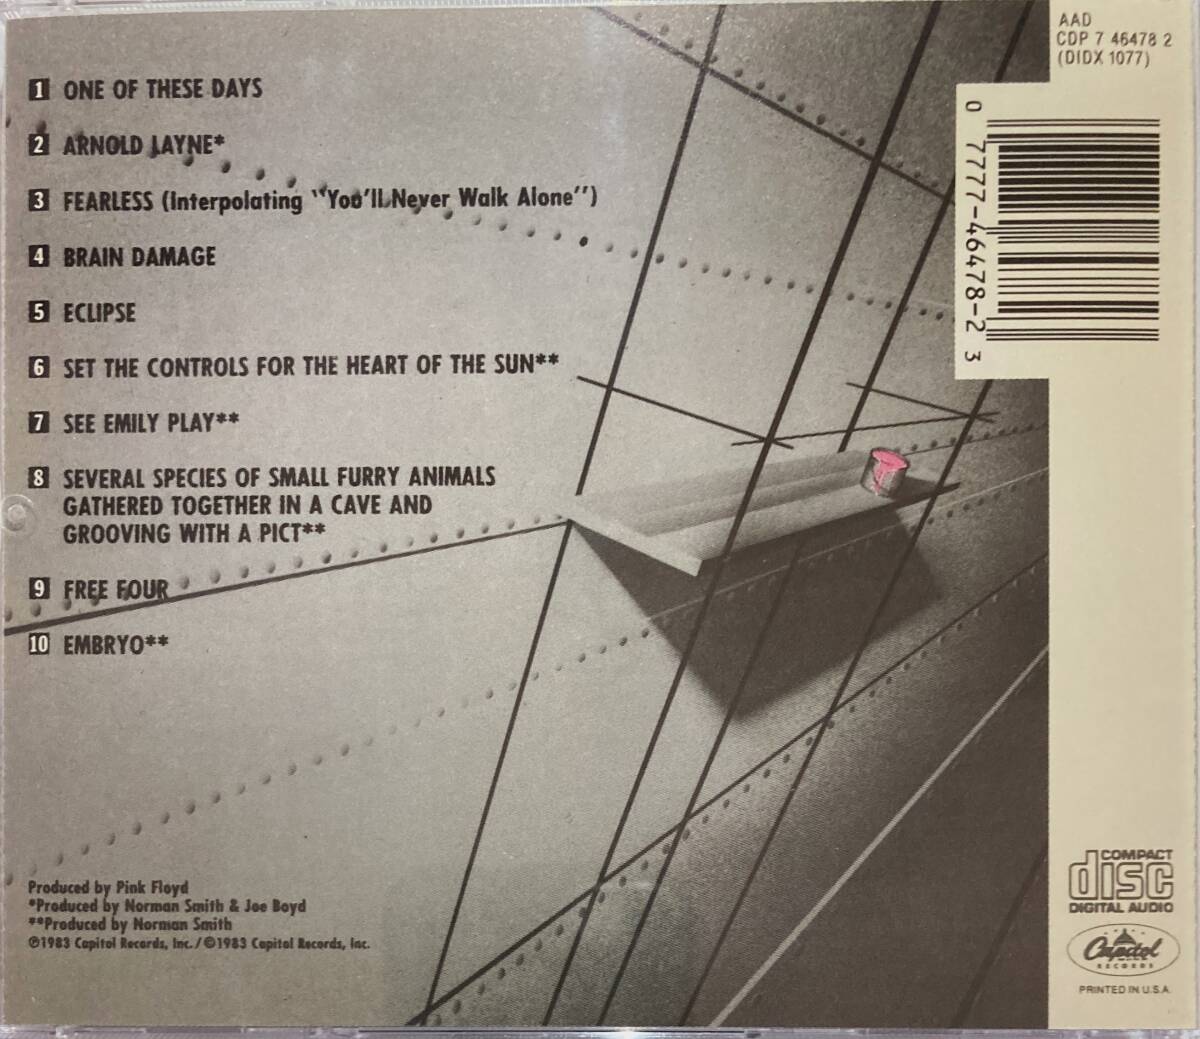 1 ONE OF THESE DAYS
2 ARNOLD LAYNE*
3 FEARLESS (Interpolating "You'll Never Walk Alone")
4 BRAIN DAMAGE
5 ECLIPSE
6 SET THE CONTROLS FOR THE HEART OF THE SUN**
7 SEE EMILY PLAY**
8 SEVERAL SPECIES OF SMALL FURRY ANIMALS
GATHERED TOGETHER IN A CAVE AND
GROOVING WITH A PICT**
9 FREE FOUR
10 EMBRYO**
Produced by Pink Floyd
*Produced by Norman Smith & Joe Boyd
**Produced by Norman Smith
℗1983 Capitol Records, Inc./©1983 Capitol Records, Inc.
AAD
CDP 7 46478 2
(DIDX 1077)
0 7777-46478-2 3
COMPACT
disc
DIGITAL AUDIO
Capitol
RECORDS
PRINTED IN U.S.A.